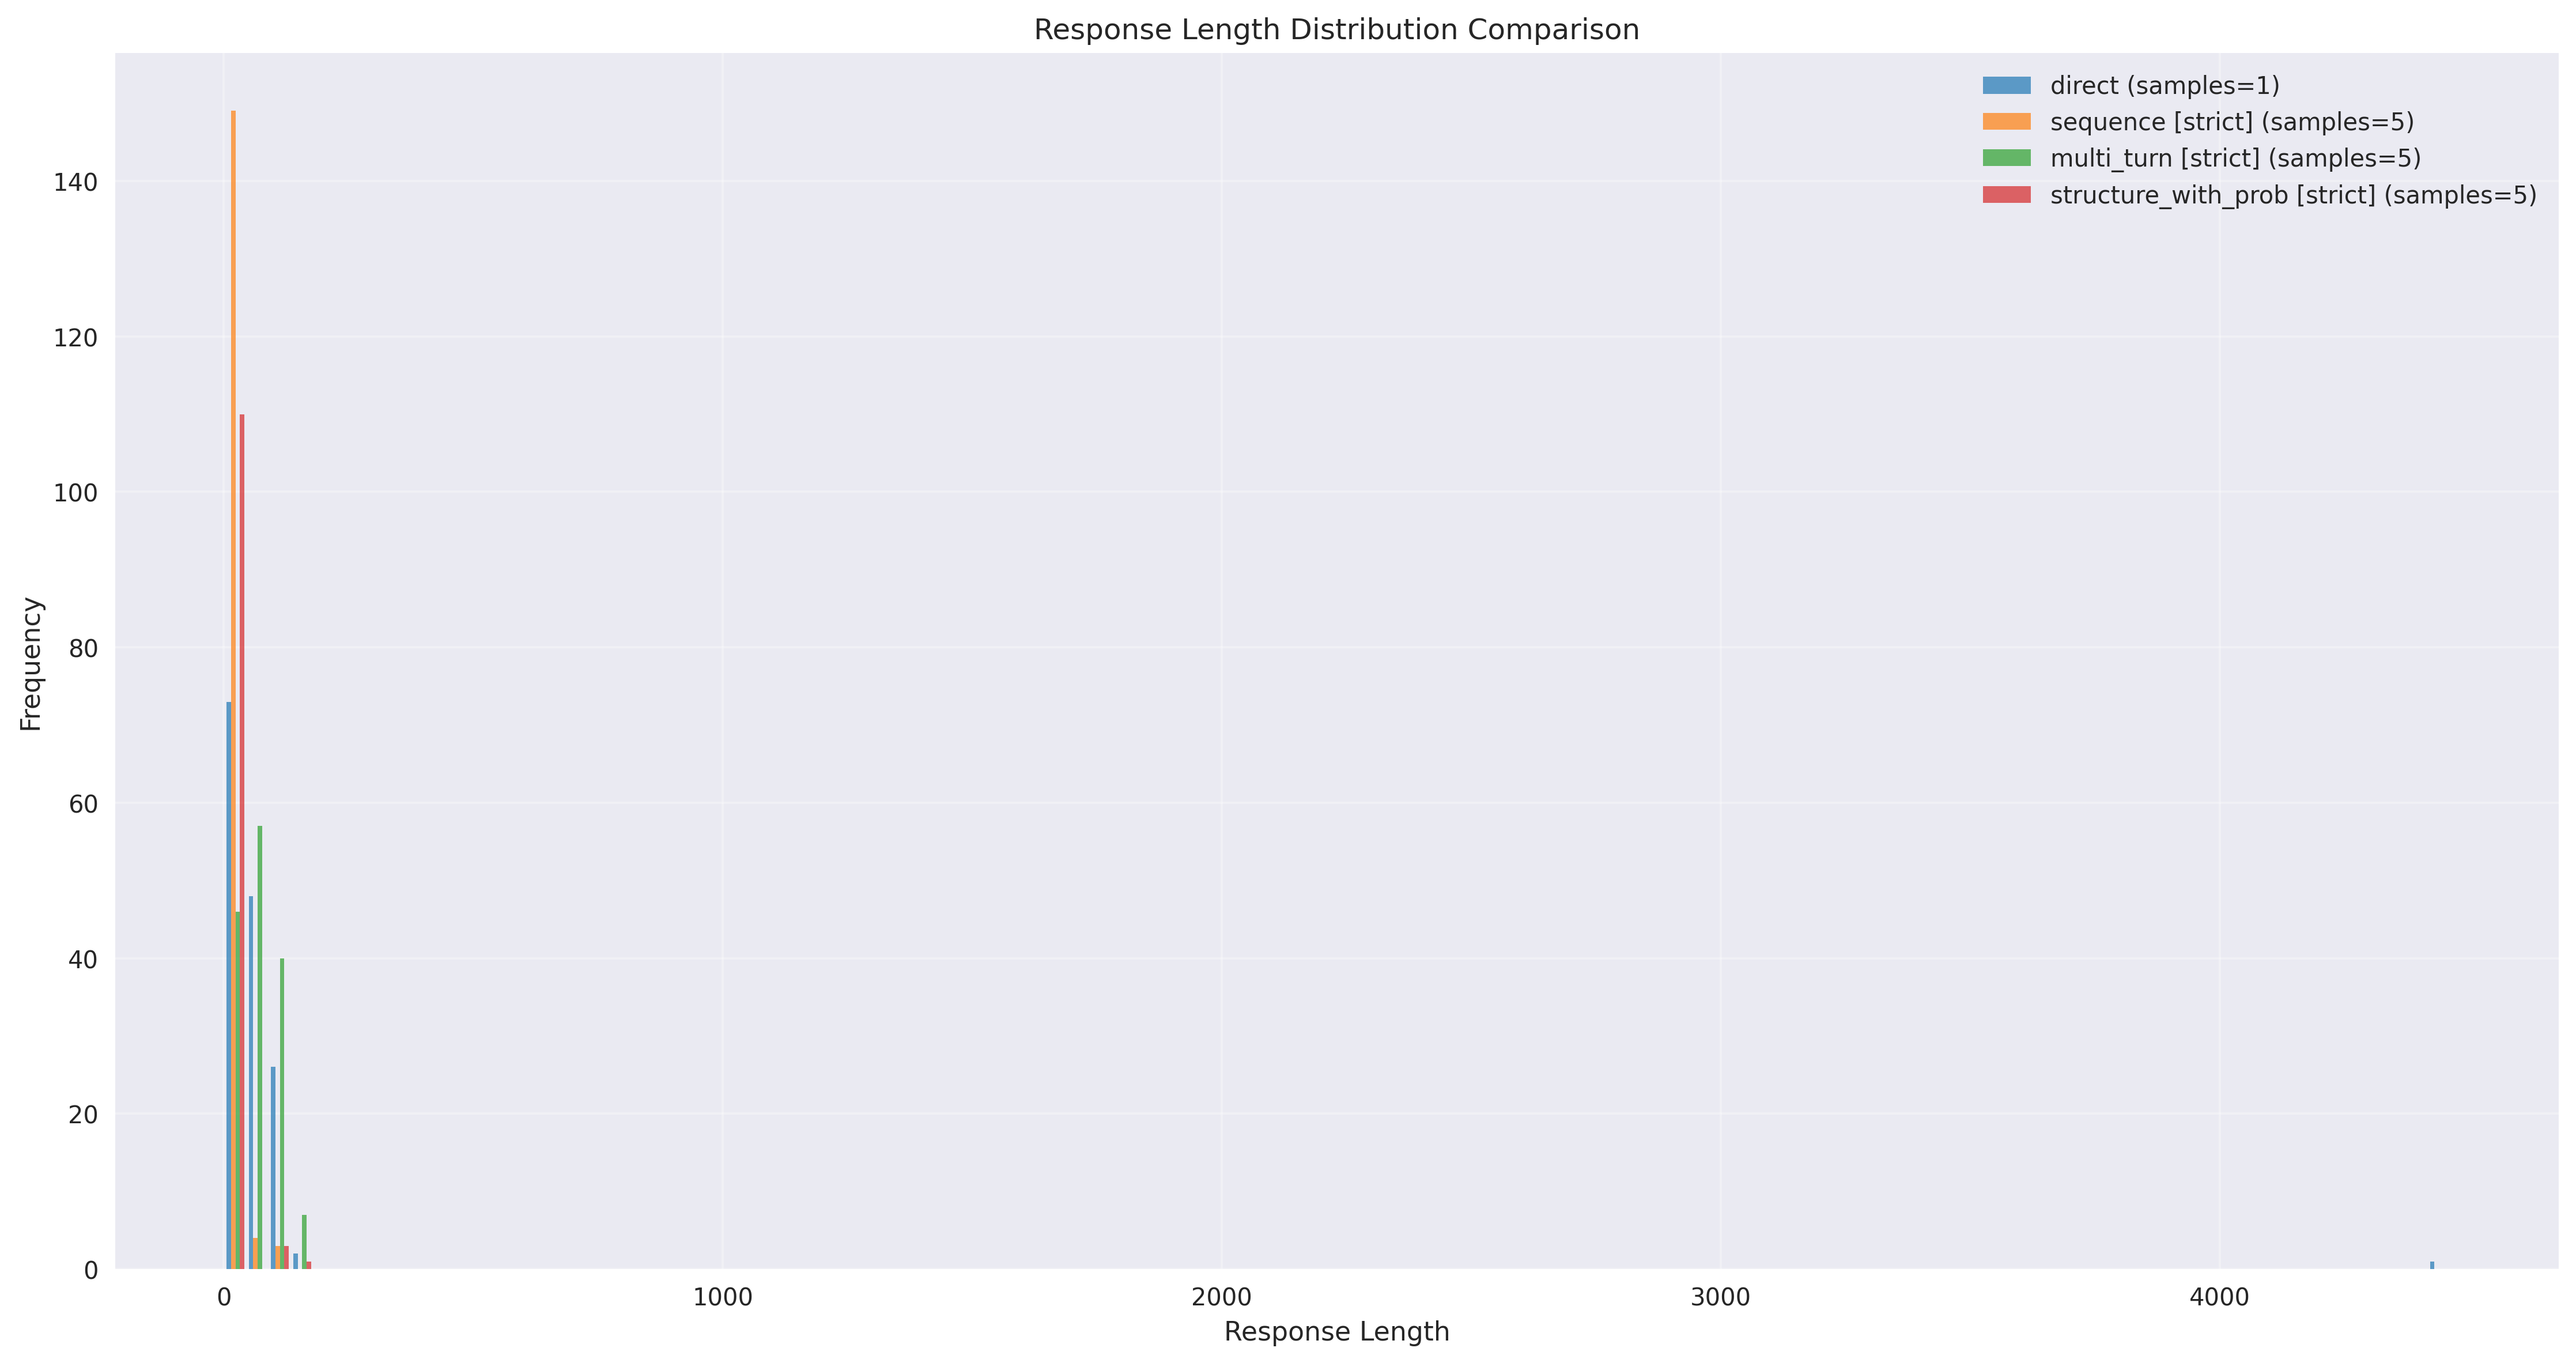 Response Length Distribution Comparison
direct (samples=1)
sequence [strict] (samples=5)
multi_turn [strict] (samples=5)
structure_with_prob [strict] (samples=5)
140
120
100
80
60
40
20
0
Frequency
0 1000 2000 3000 4000
Response Length